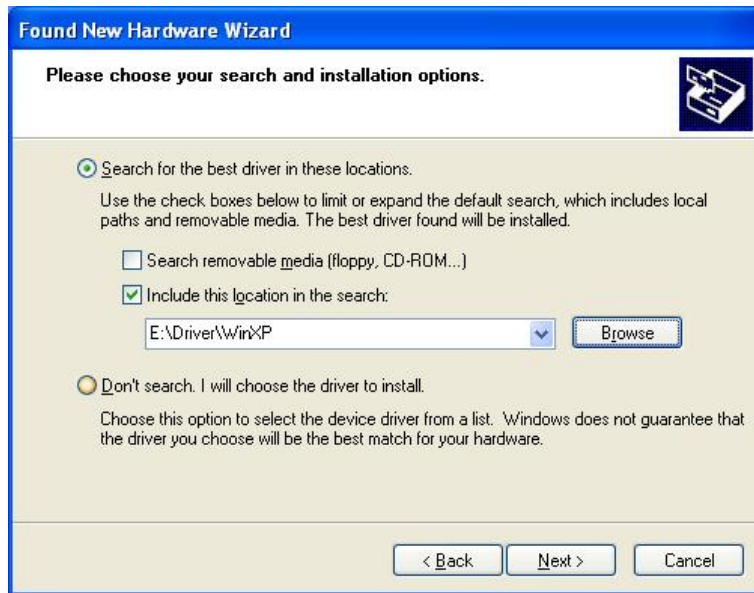 Found New Hardware Wizard
Please choose your search and installation options.
Search for the best driver in these locations.
Use the check boxes below to limit or expand the default search, which includes local
paths and removable media. The best driver found will be installed.
Search removable media (floppy, CD-ROM...)
Include this location in the search:
E:\Driver\WinXP
Browse
Don't search. I will choose the driver to install.
Choose this option to select the device driver from a list. Windows does not guarantee that
the driver you choose will be the best match for your hardware.
< Back Next > Cancel